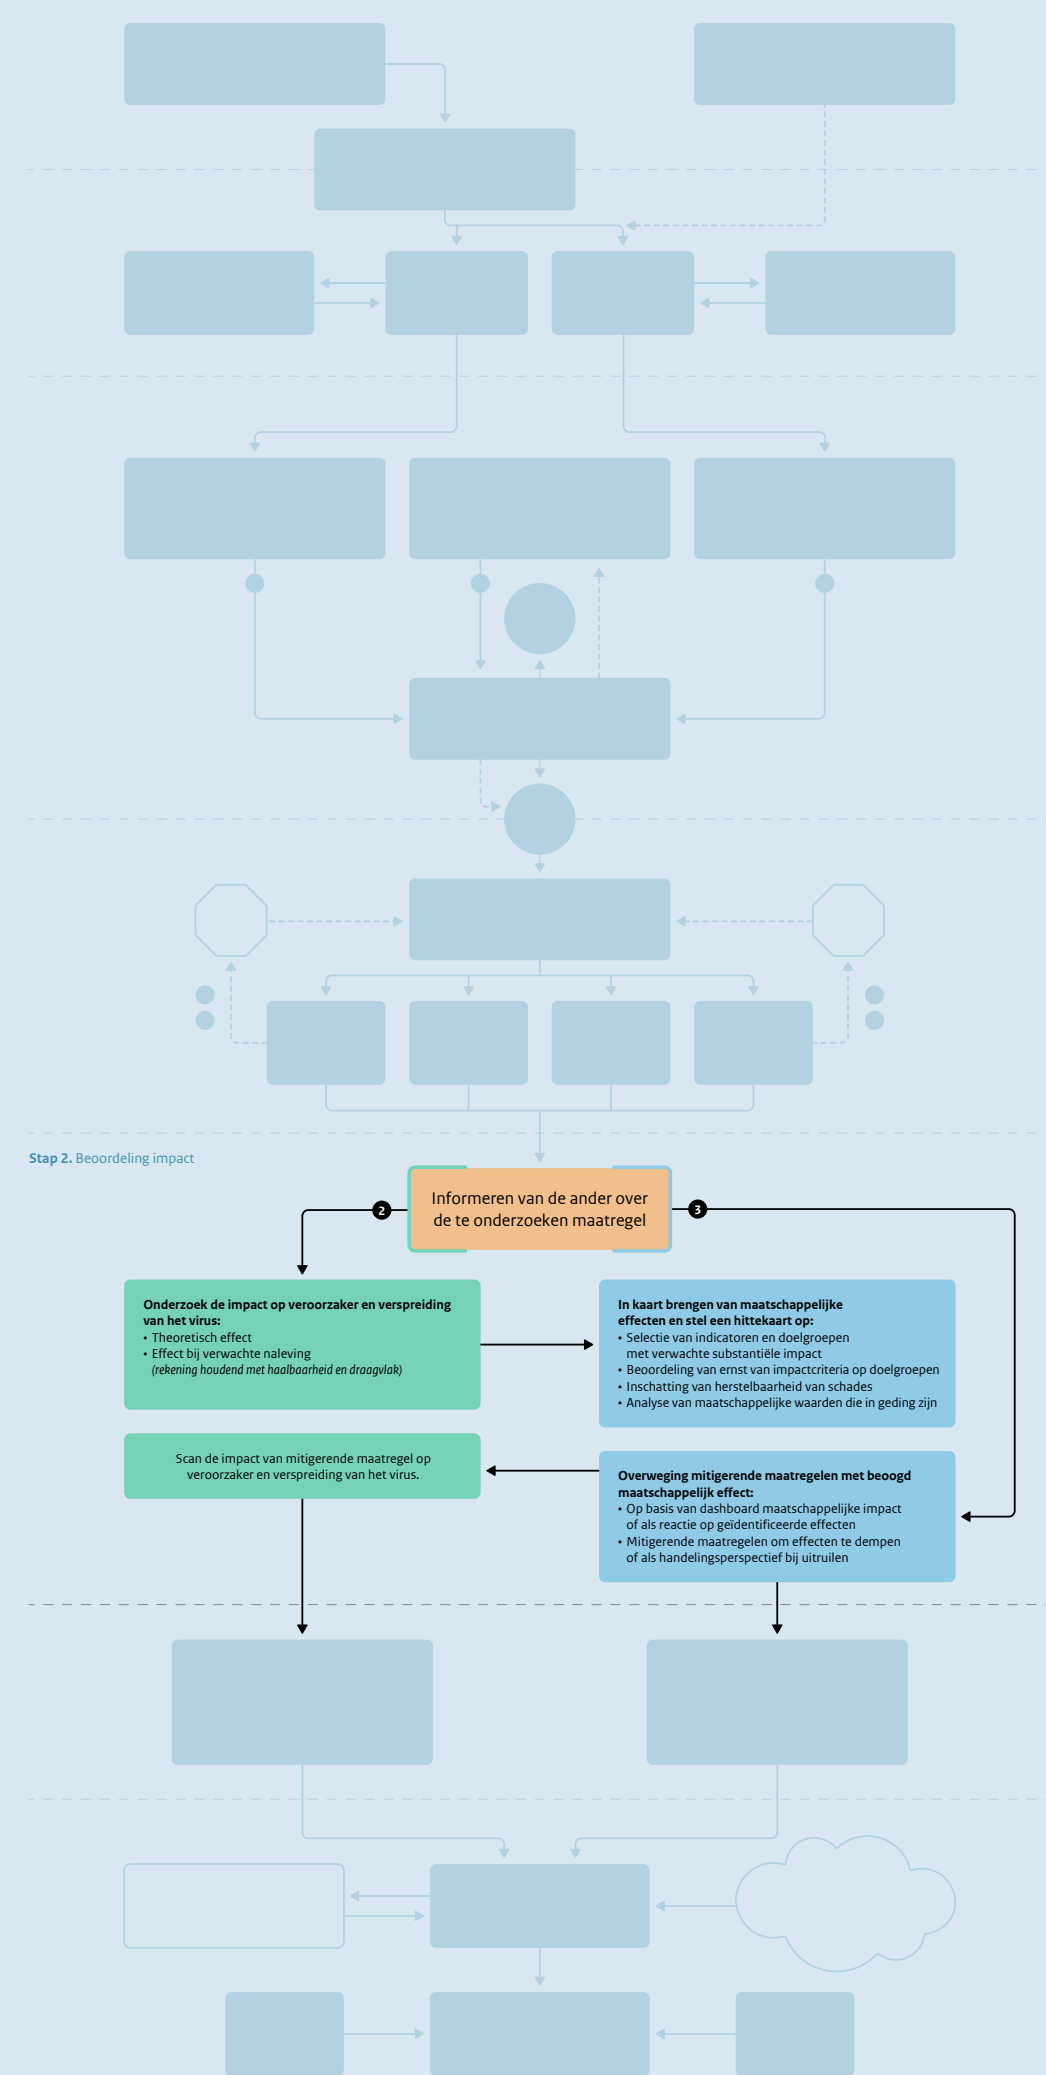 Stap 2. Beoordeling impact
Informeren van de ander over
de te onderzoeken maatregel
2
3
Onderzoek de impact op veroorzaker en verspreiding
van het virus:
• Theoretisch effect
• Effect bij verwachte naleving
(rekening houdend met haalbaarheid en draagvlak)
In kaart brengen van maatschappelijke
effecten en stel een hittekaart op:
• Selectie van indicatoren en doelgroepen
met verwachte substantiële impact
• Beoordeling van ernst van impactcriteria op doelgroepen
• Inschatting van herstelbaarheid van schades
• Analyse van maatschappelijke waarden die in geding zijn
Scan de impact van mitigerende maatregel op
veroorzaker en verspreiding van het virus.
Overweging mitigerende maatregelen met beoogd
maatschappelijk effect:
• Op basis van dashboard maatschappelijke impact
of als reactie op geïdentificeerde effecten
• Mitigerende maatregelen om effecten te dempen
of als handelingsperspectief bij uitruilen